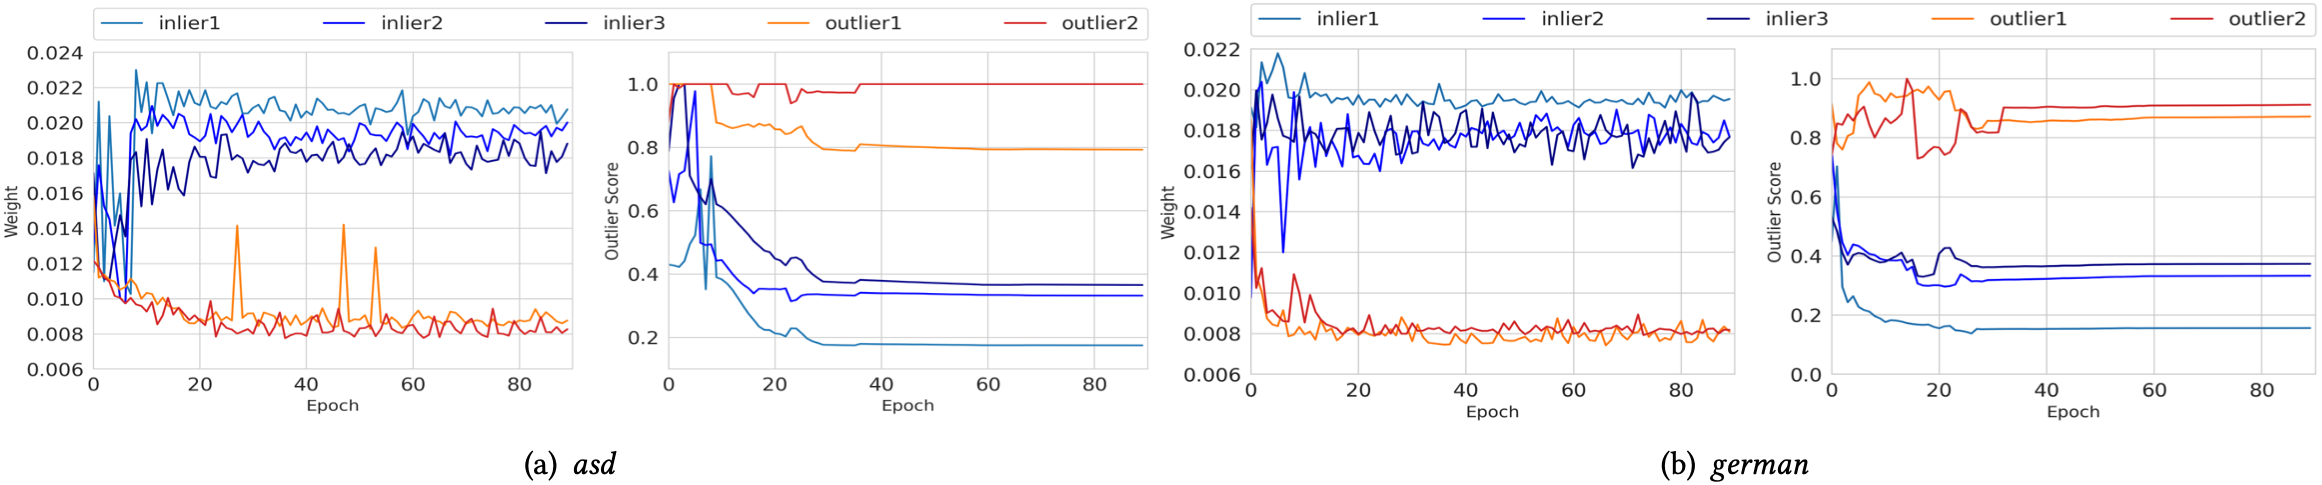 inlier1 inlier2 inlier3 outlier1 outlier2
0.024
0.022
0.020
0.018
0.016
0.014
0.012
0.010
0.008
0.006
Weight
0 20 40 60 80
Epoch
1.0
0.8
0.6
0.4
0.2
Outlier Score
0 20 40 60 80
Epoch
(a) asd
inlier1 inlier2 inlier3 outlier1 outlier2
0.022
0.020
0.018
0.016
0.014
0.012
0.010
0.008
0.006
Weight
0 20 40 60 80
Epoch
1.0
0.8
0.6
0.4
0.2
0.0
Outlier Score
0 20 40 60 80
Epoch
(b) german